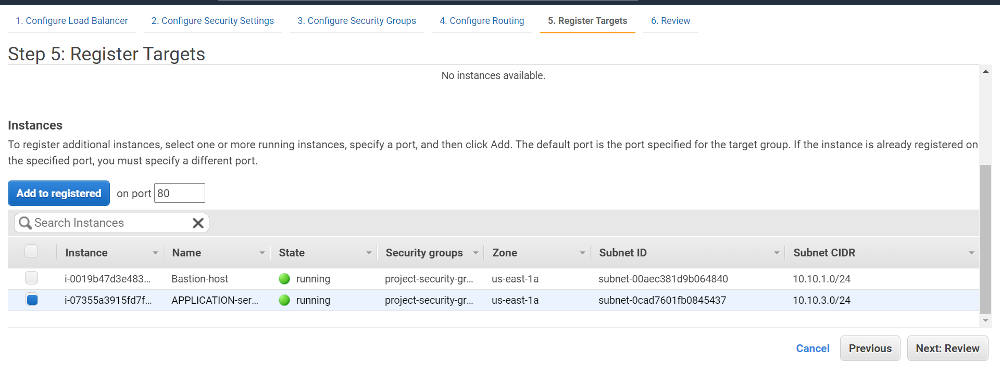 1. Configure Load Balancer 2. Configure Security Settings 3. Configure Security Groups 4. Configure Routing 5. Register Targets 6. Review
Step 5: Register Targets
No instances available.
Instances
To register additional instances, select one or more running instances, specify a port, and then click Add. The default port is the port specified for the target group. If the instance is already registered on
the specified port, you must specify a different port.
Add to registered on port 80
Search Instances
Instance Name State Security groups Zone Subnet ID Subnet CIDR
i-0019b47d3e483... Bastion-host running project-security-gr... us-east-1a subnet-00aec381d9b064840 10.10.1.0/24
i-07355a3915fd7f... APPLICATION-ser... running project-security-gr... us-east-1a subnet-0cad7601fb0845437 10.10.3.0/24
Cancel Previous Next: Review